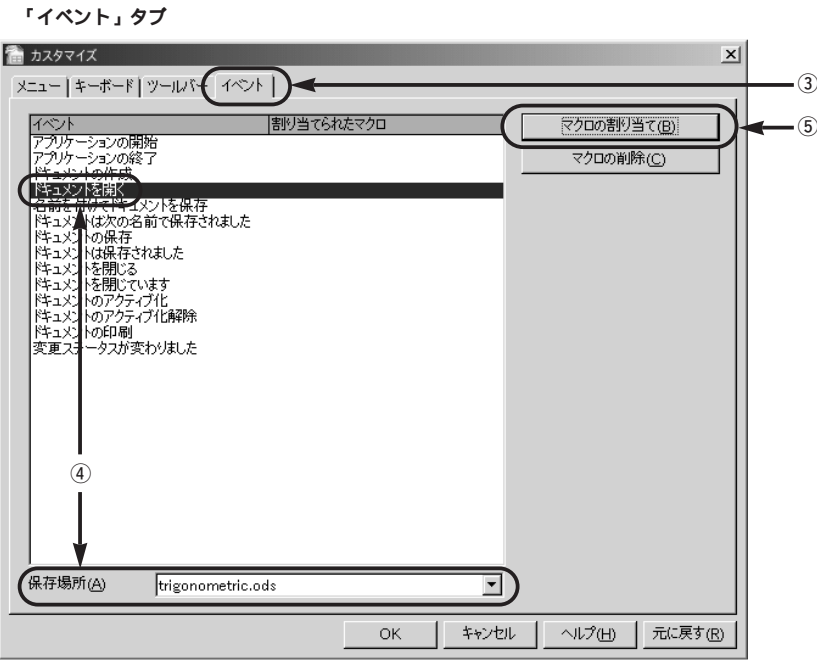 「イベント」タブ
カスタマイズ
メニュー キーボード ツールバー イベント
③
イベント 割り当てられたマクロ
マクロの割り当て(B)
⑤
アプリケーションの開始
アプリケーションの終了
マクロの削除(C)
ドキュメントの作成
ドキュメントを開く
名前を付けてドキュメントを保存
ドキュメントは次の名前で保存されました
ドキュメントの保存
ドキュメントは保存されました
ドキュメントを閉じる
ドキュメントを閉じています
ドキュメントのアクティブ化
ドキュメントのアクティブ化解除
ドキュメントの印刷
変更ステータスが変わりました
④
保存場所(A) trigonometric.ods
OK キャンセル ヘルプ(H) 元に戻す(R)